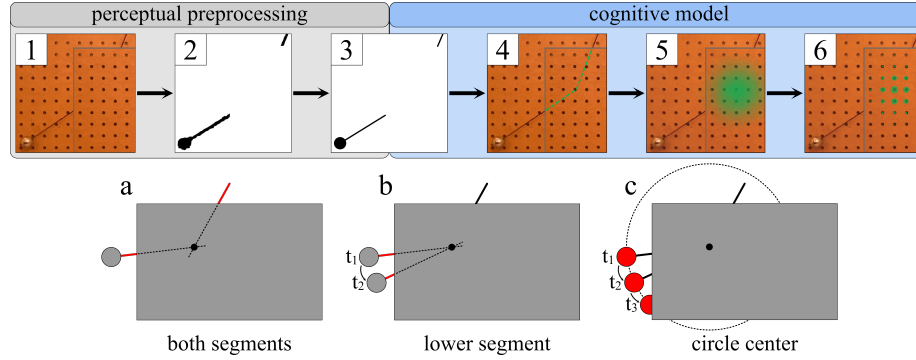 perceptual preprocessing
cognitive model
1
2
3
4
5
6
a
b
c
t1
t2
t1
t2
t3
both segments
lower segment
circle center